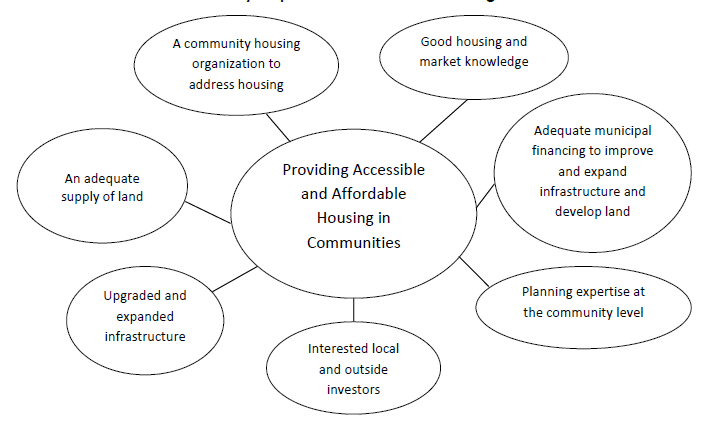 A community housing
organization to
address housing
Good housing and
market knowledge
Adequate municipal
financing to improve
and expand
infrastructure and
develop land
Providing Accessible
and Affordable
Housing in
Communities
An adequate
supply of land
Planning expertise at
the community level
Upgraded and
expanded
infrastructure
Interested local
and outside
investors